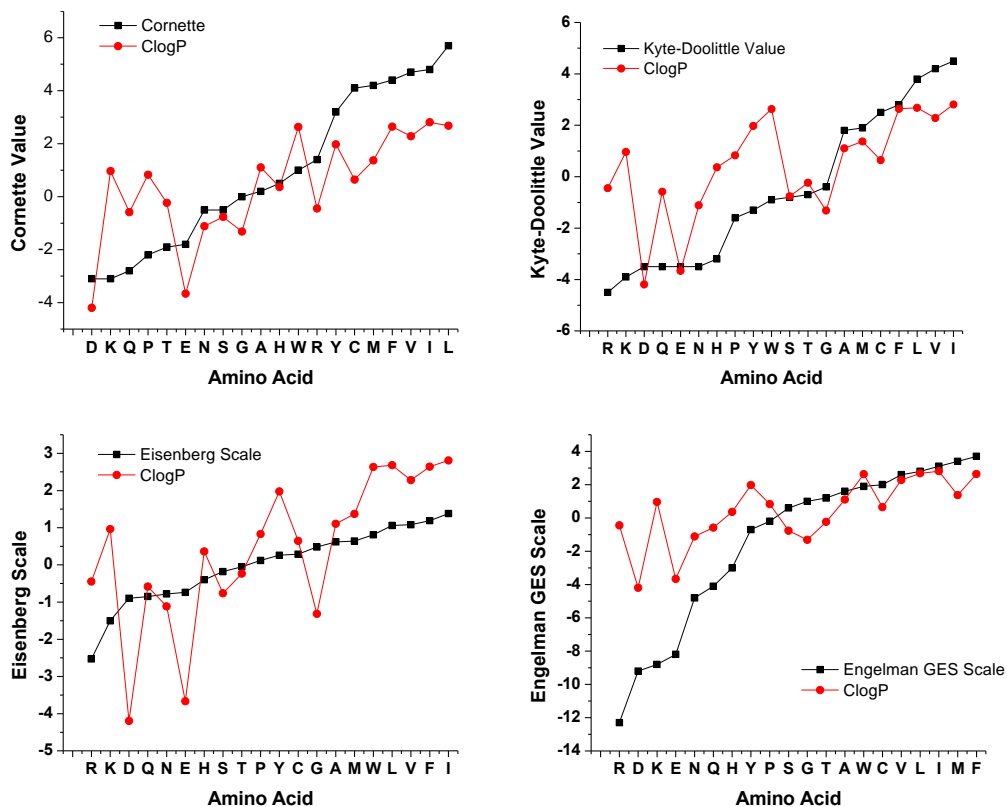 Cornette
ClogP
6
4
2
0
-2
-4
Cornette Value
D K Q P T E N S G A H W R Y C M F V I L
Amino Acid
Kyte-Doolittle Value
ClogP
6
4
2
0
-2
-4
-6
Kyte-Doolittle Value
R K D Q E N H P Y W S T G A M C F L V I
Amino Acid
Eisenberg Scale
ClogP
3
2
1
0
-1
-2
-3
-4
-5
Eisenberg Scale
R K D Q N E H S T P Y C G A M W L V F I
Amino Acid
Engelman GES Scale
ClogP
4
2
0
-2
-4
-6
-8
-10
-12
-14
Engelman GES Scale
R D K E N Q H Y P S G T A W C V L I M F
Amino Acid